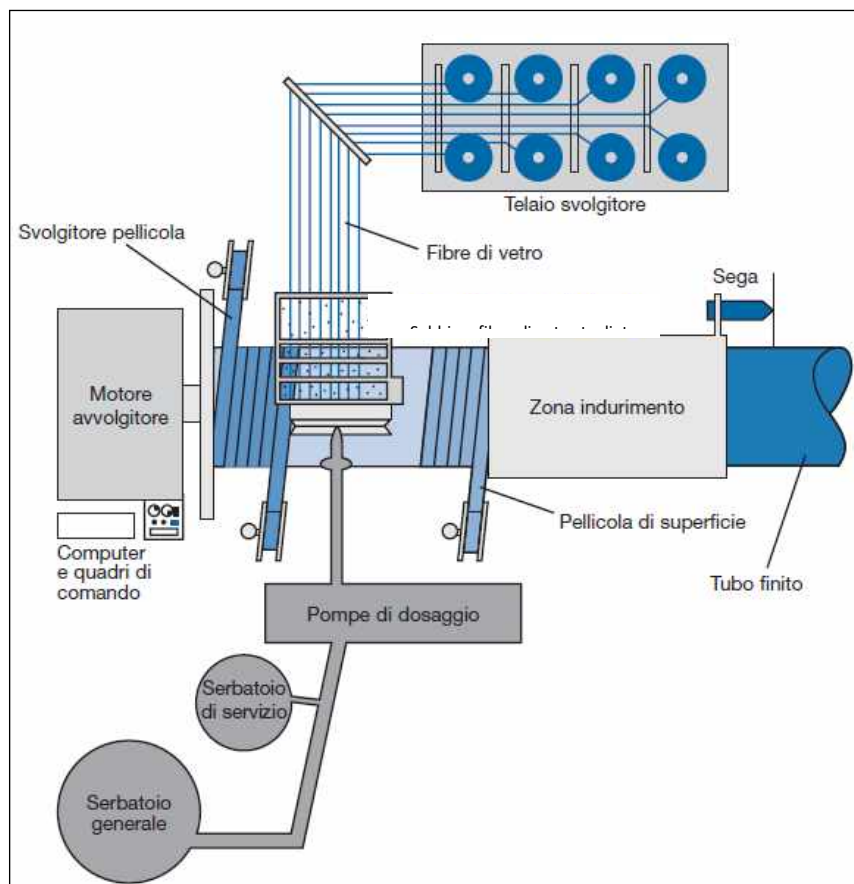 Telaio svolgitore
Svolgitore pellicola
Fibre di vetro
Sega
Motore
avvolgitore
Zona indurimento
Pellicola di superficie
Computer
e quadri di
comando
Tubo finito
Pompe di dosaggio
Serbatoio
di servizio
Serbatoio
generale